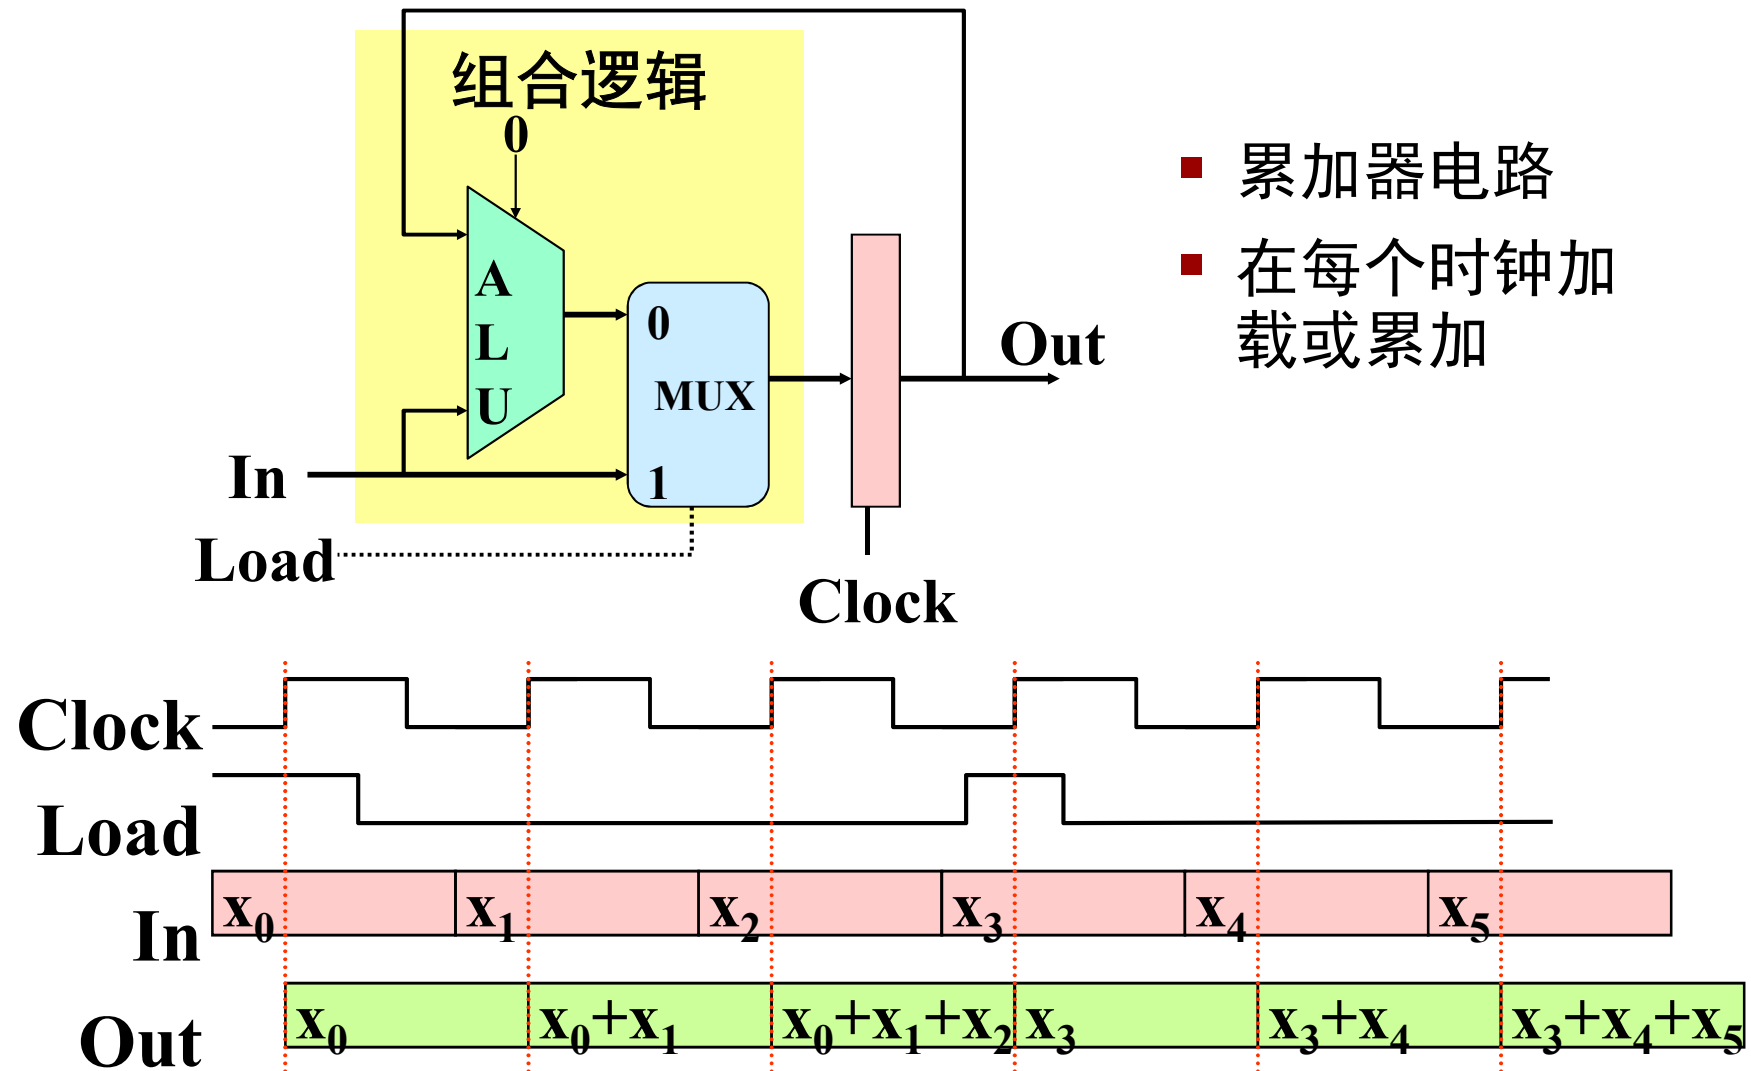 组合逻辑
0
A
L
U
0
MUX
1
In
Load
Clock
Out
累加器电路
在每个时钟加
载或累加
Clock
Load
In
x0 x1 x2 x3 x4 x5
Out
x0 x0+x1 x0+x1+x2 x3 x3+x4 x3+x4+x5